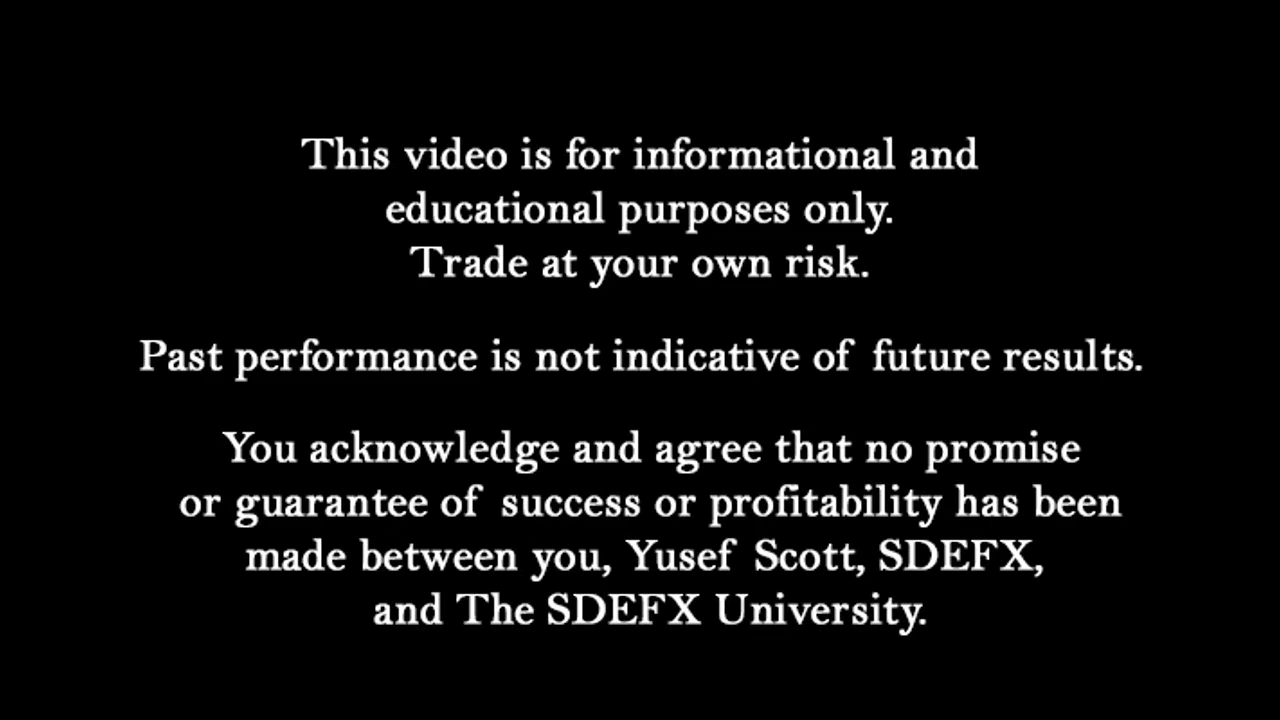 This video is for informational and
educational purposes only.
Trade at your own risk.
Past performance is not indicative of future results.
You acknowledge and agree that no promise
or guarantee of success or profitability has been
made between you, Yusef Scott, SDEFX,
and The SDEFX University.